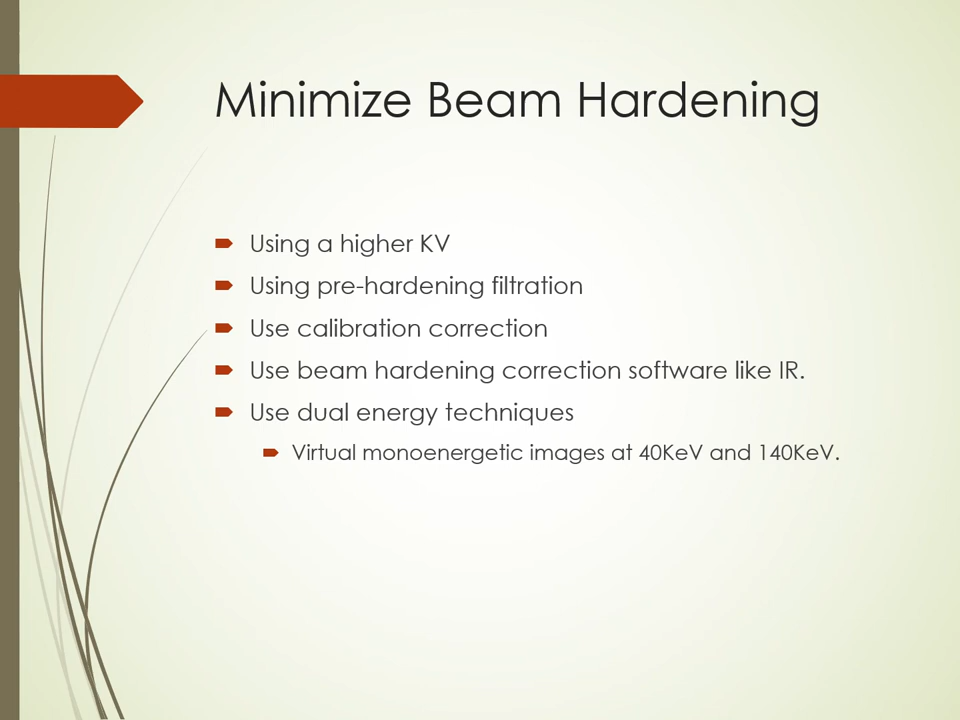 Minimize Beam Hardening
Using a higher KV
Using pre-hardening filtration
Use calibration correction
Use beam hardening correction software like IR.
Use dual energy techniques
Virtual monoenergetic images at 40KeV and 140KeV.